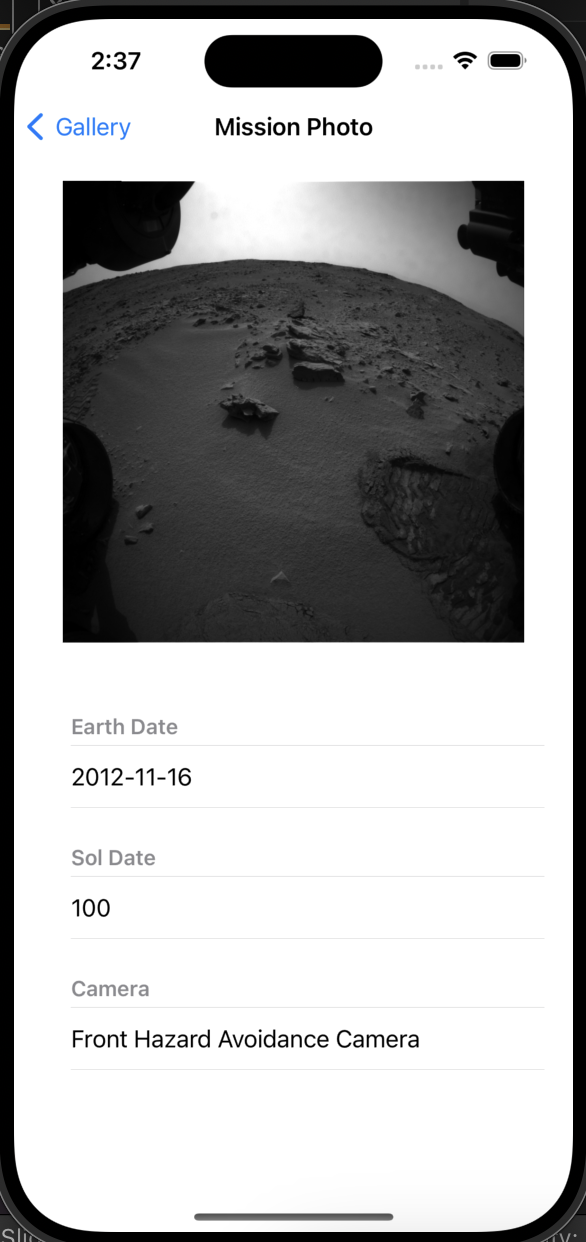 2:37
Gallery
Mission Photo
Earth Date
2012-11-16
Sol Date
100
Camera
Front Hazard Avoidance Camera